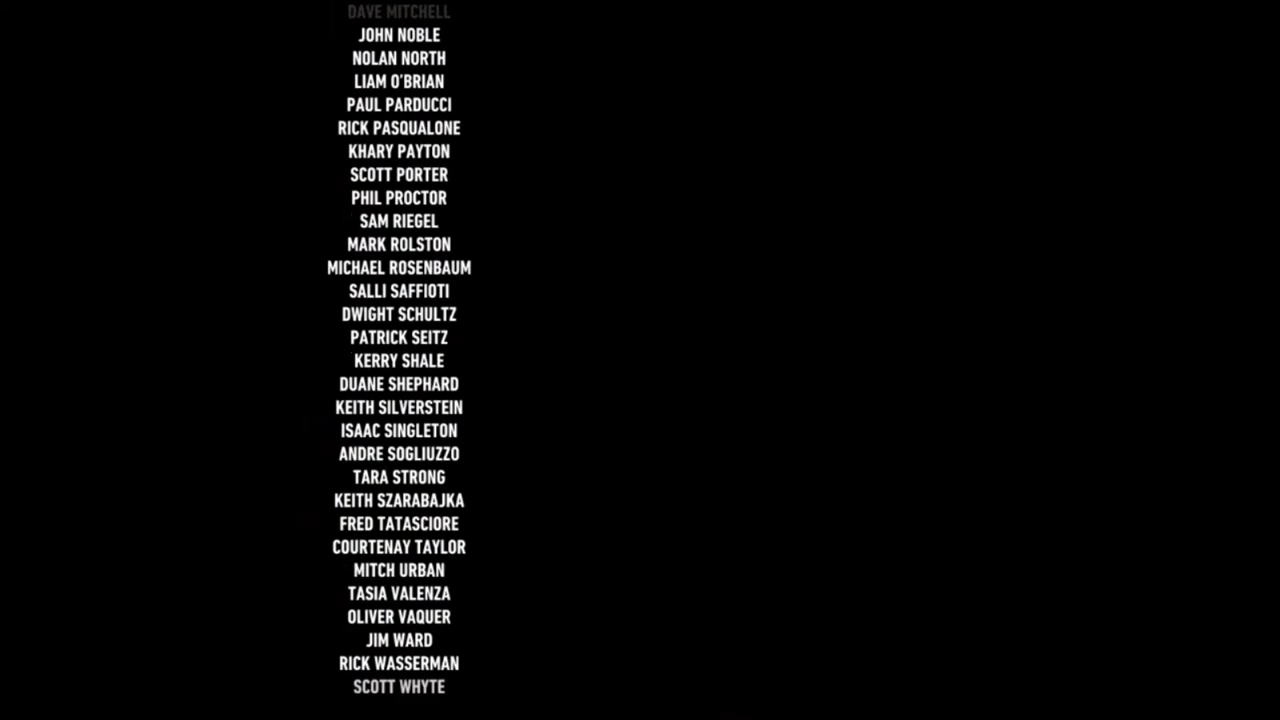 DAVE MITCHELL
JOHN NOBLE
NOLAN NORTH
LIAM O'BRIAN
PAUL PARDUCCI
RICK PASQUALONE
KHARY PAYTON
SCOTT PORTER
PHIL PROCTOR
SAM RIEGEL
MARK ROLSTON
MICHAEL ROSENBAUM
SALLI SAFFIOTI
DWIGHT SCHULTZ
PATRICK SEITZ
KERRY SHALE
DUANE SHEPHARD
KEITH SILVERSTEIN
ISAAC SINGLETON
ANDRE SOGLIUZZO
TARA STRONG
KEITH SZARABAJKA
FRED TATASCIORE
COURTENAY TAYLOR
MITCH URBAN
TASIA VALENZA
OLIVER VAQUER
JIM WARD
RICK WASSERMAN
SCOTT WHYTE